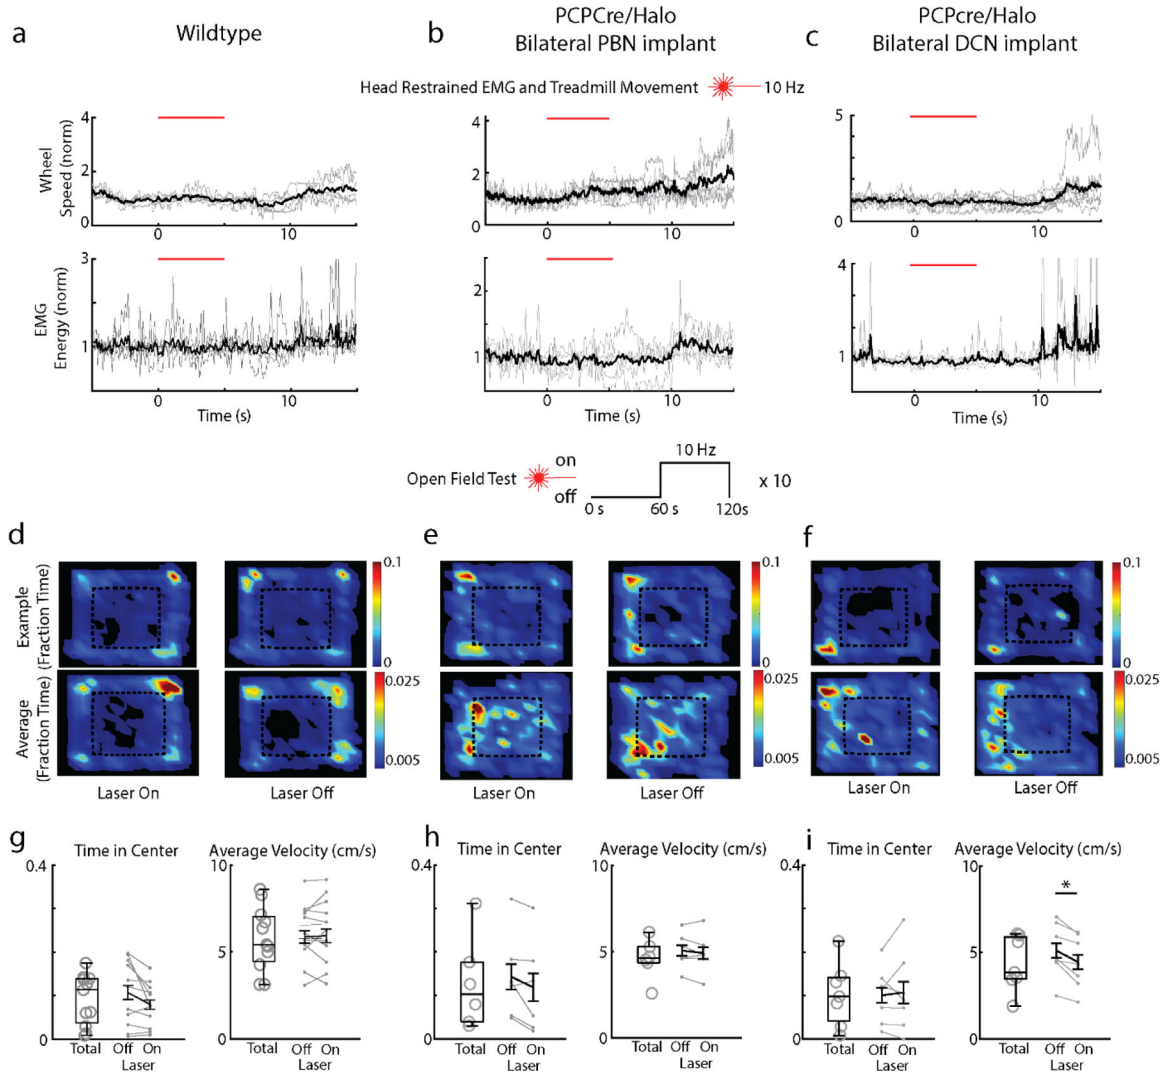 a
Wildtype
b
PCPCre/Halo
Bilateral PBN implant
c
PCPcre/Halo
Bilateral DCN implant
Head Restrained EMG and Treadmill Movement 10 Hz
Wheel
Speed (norm)
4
2
0
0 10
4
2
0
0 10
5
0
0 10
EMG
Energy (norm)
3
1
0 10
Time (s)
3
1
0 10
Time (s)
4
1
0 10
Time (s)
Open Field Test
on
off
10 Hz
0 s 60 s 120s
x 10
d
e
f
Example
(Fraction Time)
0.1
0
0.1
0
0.1
0
Average
(Fraction Time)
0.025
0.005
0.025
0.005
0.025
0.005
Laser On Laser Off
Laser On Laser Off
Laser On Laser Off
g
Time in Center
0.4
0
Total Off On
Laser
Average Velocity (cm/s)
10
5
0
Total Off On
Laser
h
Time in Center
0.4
0
Total Off On
Laser
Average Velocity (cm/s)
10
5
0
Total Off On
Laser
i
Time in Center
0.4
0
Total Off On
Laser
Average Velocity (cm/s)
10
5
0
*
Total Off On
Laser